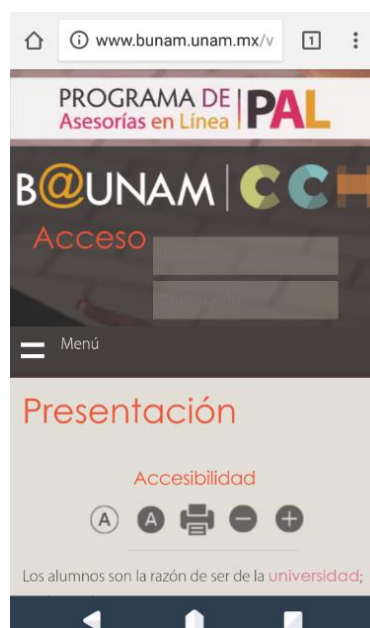 www.bunam.unam.mx/v
1
PROGRAMA DE
Asesorías en Línea
PAL
B@UNAM | CCH
Acceso
Contraseña
Menú
Presentación
Accesibilidad
A A
Los alumnos son la razón de ser de la universidad;